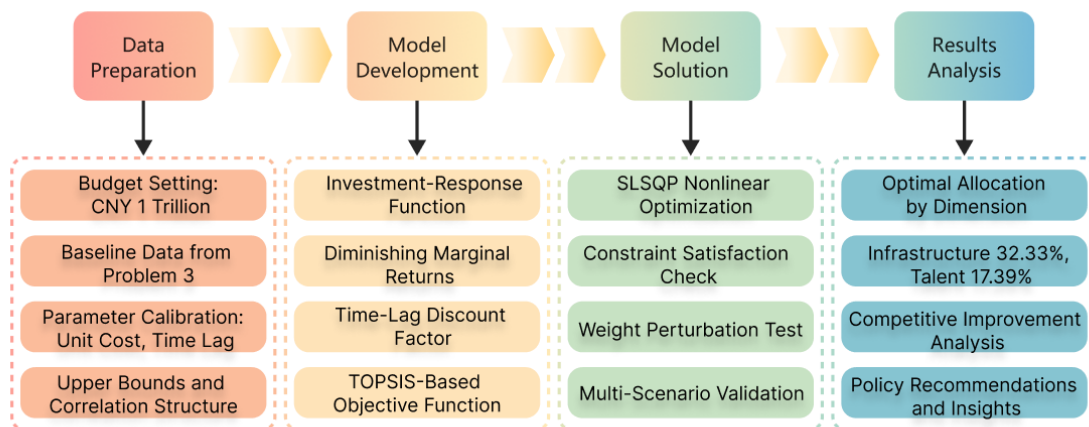 Data
Preparation
Model
Development
Model
Solution
Results
Analysis
Budget Setting:
CNY 1 Trillion
Baseline Data from
Problem 3
Parameter Calibration:
Unit Cost, Time Lag
Upper Bounds and
Correlation Structure
Investment-Response
Function
Diminishing Marginal
Returns
Time-Lag Discount
Factor
TOPSIS-Based
Objective Function
SLSQP Nonlinear
Optimization
Constraint Satisfaction
Check
Weight Perturbation Test
Multi-Scenario Validation
Optimal Allocation
by Dimension
Infrastructure 32.33%,
Talent 17.39%
Competitive Improvement
Analysis
Policy Recommendations
and Insights